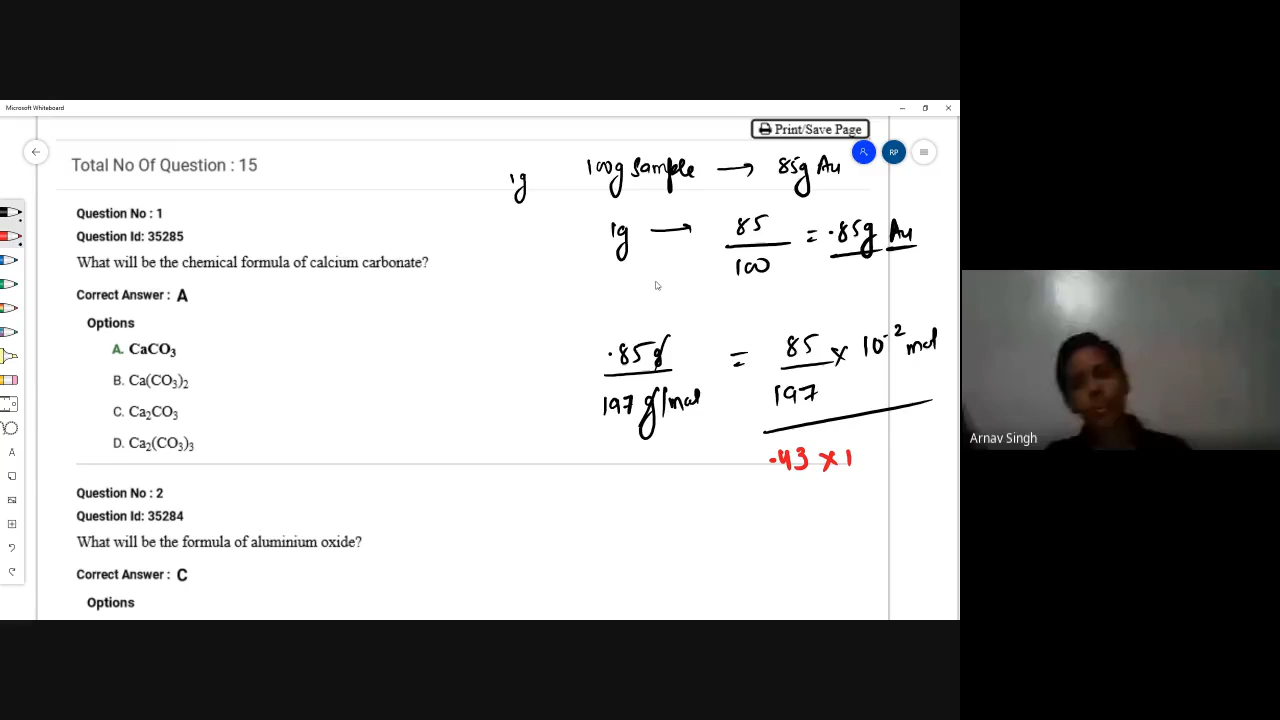 Microsoft Whiteboard
Print/Save Page
Total No Of Question : 15
RP
1g
100g sample → 85g Au
Question No : 1
Question Id: 35285
What will be the chemical formula of calcium carbonate?
1g → 85/100 = .85g Au
Correct Answer : A
Options
A. CaCO₃
B. Ca(CO₃)₂
C. Ca₂CO₃
D. Ca₂(CO₃)₃
.85g/197 g/mol = 85/197 × 10⁻² mol
.43 × 1
Question No : 2
Question Id: 35284
What will be the formula of aluminium oxide?
Correct Answer : C
Options
A
Arnav Singh